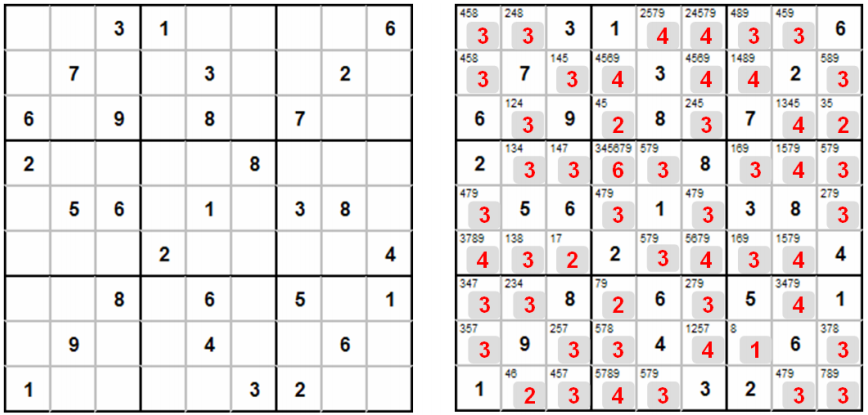 3 1 6
7 3 2
6 9 8 7
2 8
5 6 1 3 8
2 4
8 6 5 1
9 4 6
1 3 2
458 248 2579 24579 489 459
3 3 3 1 4 4 3 3 6
458 145 4569 4569 1489 589
3 7 3 4 3 4 4 2 3
124 45 245 1345 35
6 3 9 2 8 3 7 4 2
134 147 345679 579 169 1579 579
2 3 3 6 3 8 3 4 3
479 479 479 279
3 5 6 3 1 3 3 8 3
3789 138 17 579 5679 169 1579
4 3 2 2 3 4 3 4 4
347 234 79 279 3479
3 3 8 2 6 3 5 4 1
357 257 578 1257 8 378
3 9 3 3 4 4 1 6 3
46 457 5789 579 479 789
1 2 3 4 3 3 2 3 3